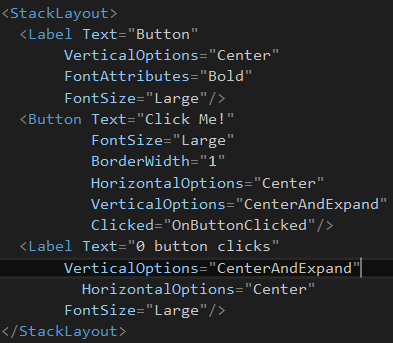 <StackLayout>
  <Label Text="Button"
       VerticalOptions="Center"
       FontAttributes="Bold"
       FontSize="Large"/>
  <Button Text="Click Me!"
          FontSize="Large"
          BorderWidth="1"
          HorizontalOptions="Center"
          VerticalOptions="CenterAndExpand"
          Clicked="OnButtonClicked"/>
  <Label Text="0 button clicks"
       VerticalOptions="CenterAndExpand"
         HorizontalOptions="Center"
       FontSize="Large"/>
</StackLayout>